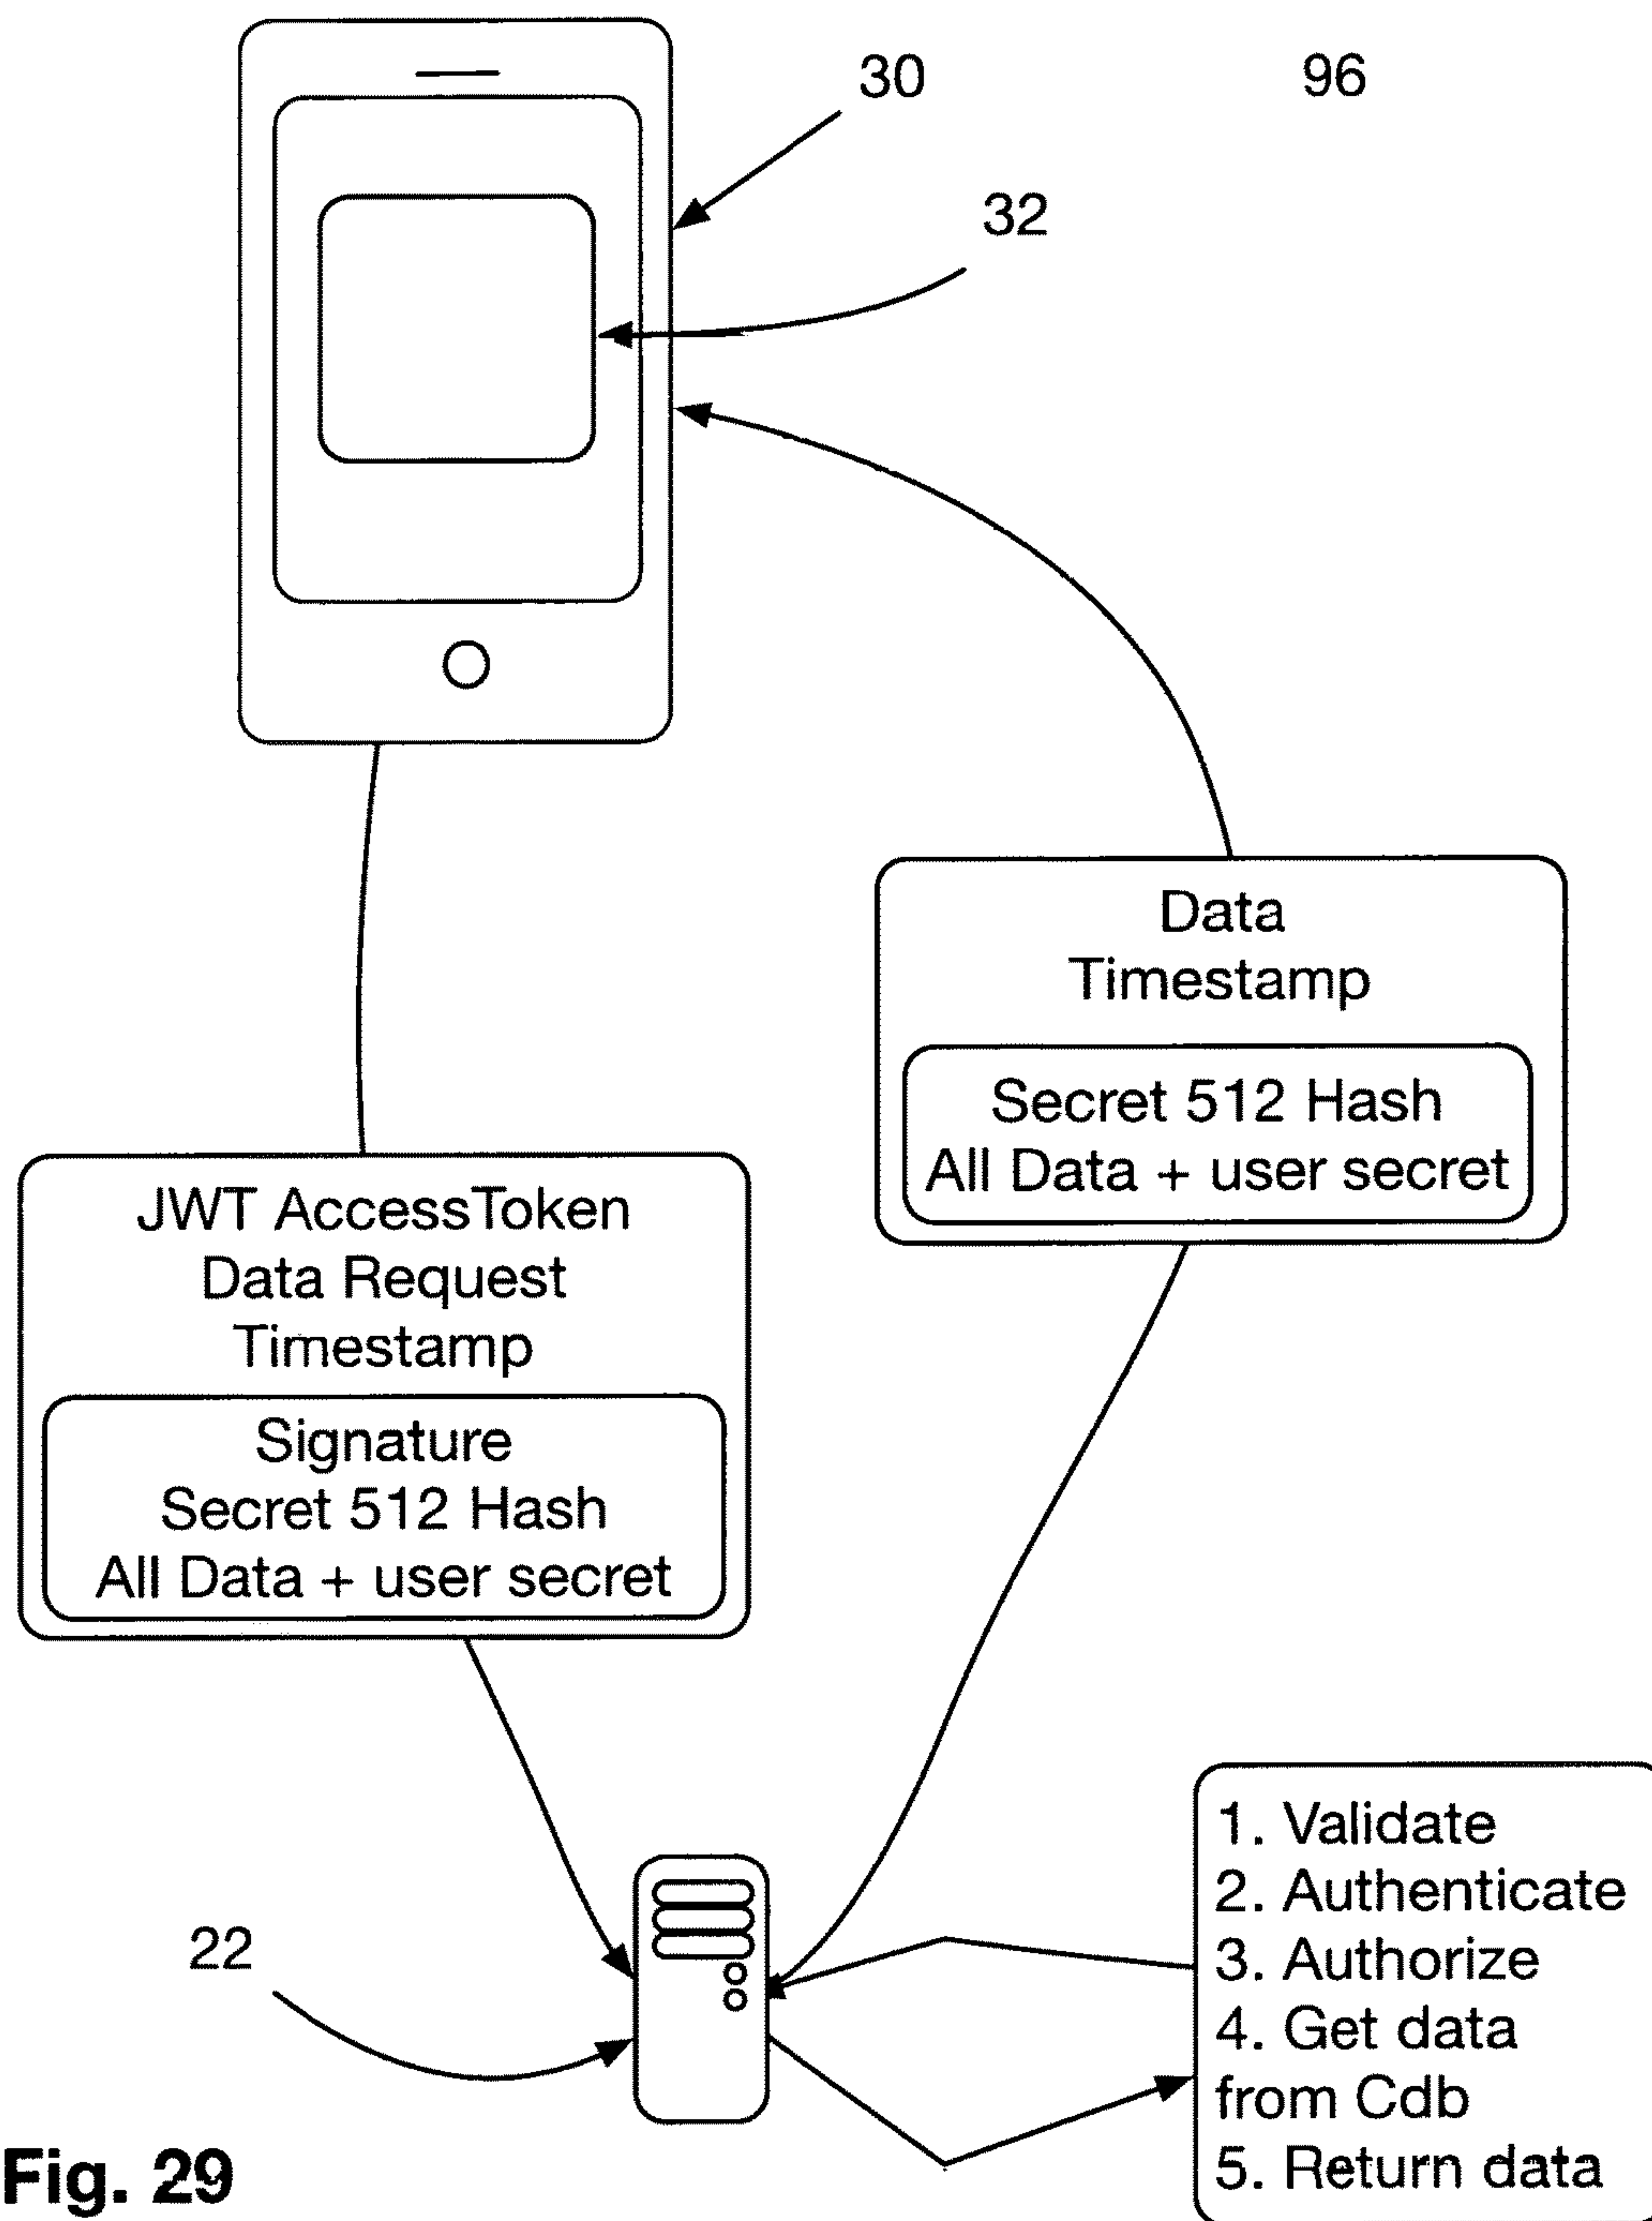 30
96
32
Data
Timestamp
Secret 512 Hash
All Data + user secret
JWT AccessToken
Data Request
Timestamp
Signature
Secret 512 Hash
All Data + user secret
22
1. Validate
2. Authenticate
3. Authorize
4. Get data
from Cdb
5. Return data
Fig. 29